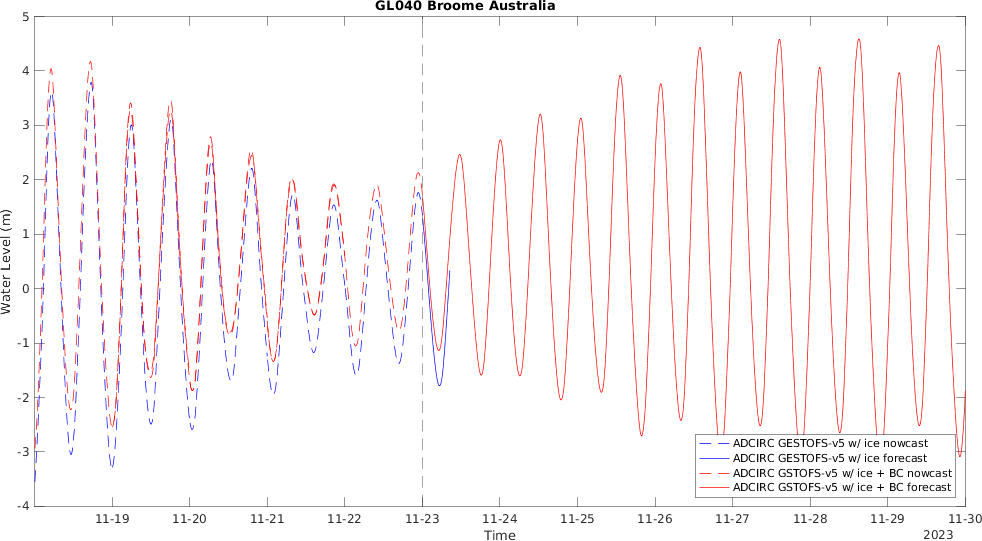 GL040 Broome Australia
5
4
3
2
1
0
-1
-2
-3
-4
Water Level (m)
ADCIRC GESTOFS-v5 w/ ice nowcast
ADCIRC GESTOFS-v5 w/ ice forecast
ADCIRC GSTOFS-v5 w/ ice + BC nowcast
ADCIRC GSTOFS-v5 w/ ice + BC forecast
11-19 11-20 11-21 11-22 11-23 11-24 11-25 11-26 11-27 11-28 11-29 11-30
Time
2023